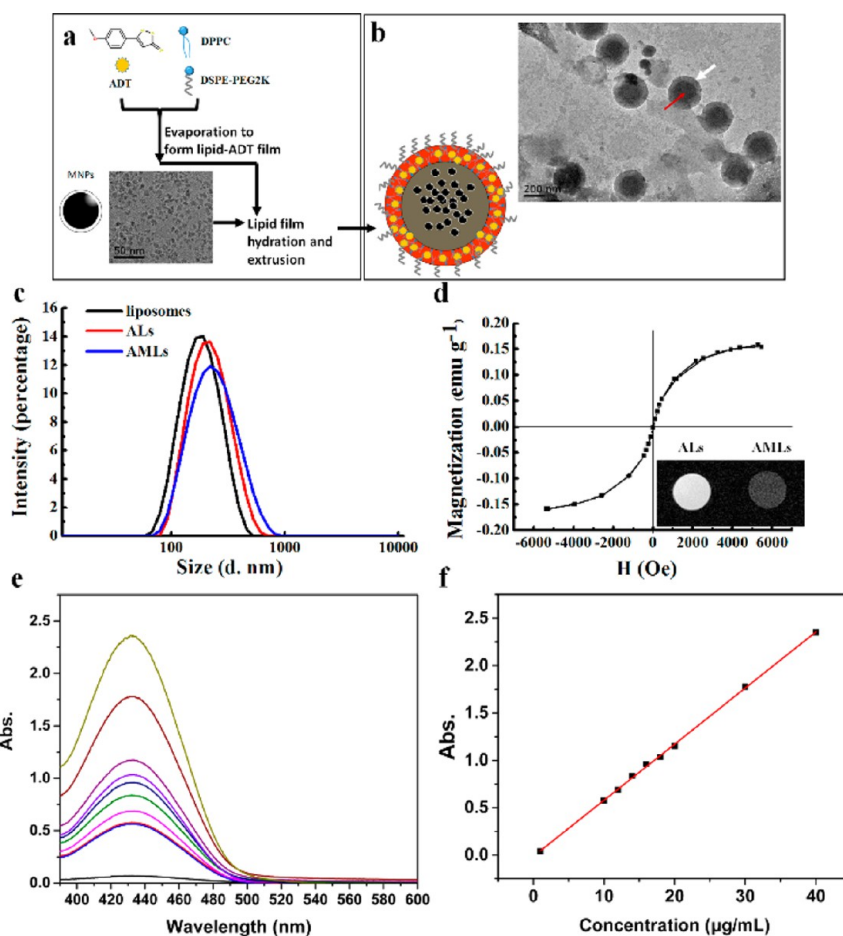 a
DPPC
ADT
DSPE-PEG2K
Evaporation to
form lipid-ADT film
MNPs
50 nm
Lipid film
hydration and
extrusion
b
200 nm
c
16
14
12
10
8
6
4
2
0
liposomes
ALs
AMLs
Intensity (percentage)
100 1000 10000
Size (d. nm)
d
0.20
0.15
0.10
0.05
0.00
-0.05
-0.10
-0.15
-0.20
Magnetization (emu g-1)
ALs AMLs
-6000 -4000 -2000 0 2000 4000 6000
H (Oe)
e
2.5
2.0
1.5
1.0
0.5
0.0
Abs.
420 440 460 480 500 520 540 560 580 600
Wavelength (nm)
f
2.5
2.0
1.5
1.0
0.5
0.0
Abs.
0 10 20 30 40
Concentration (µg/mL)